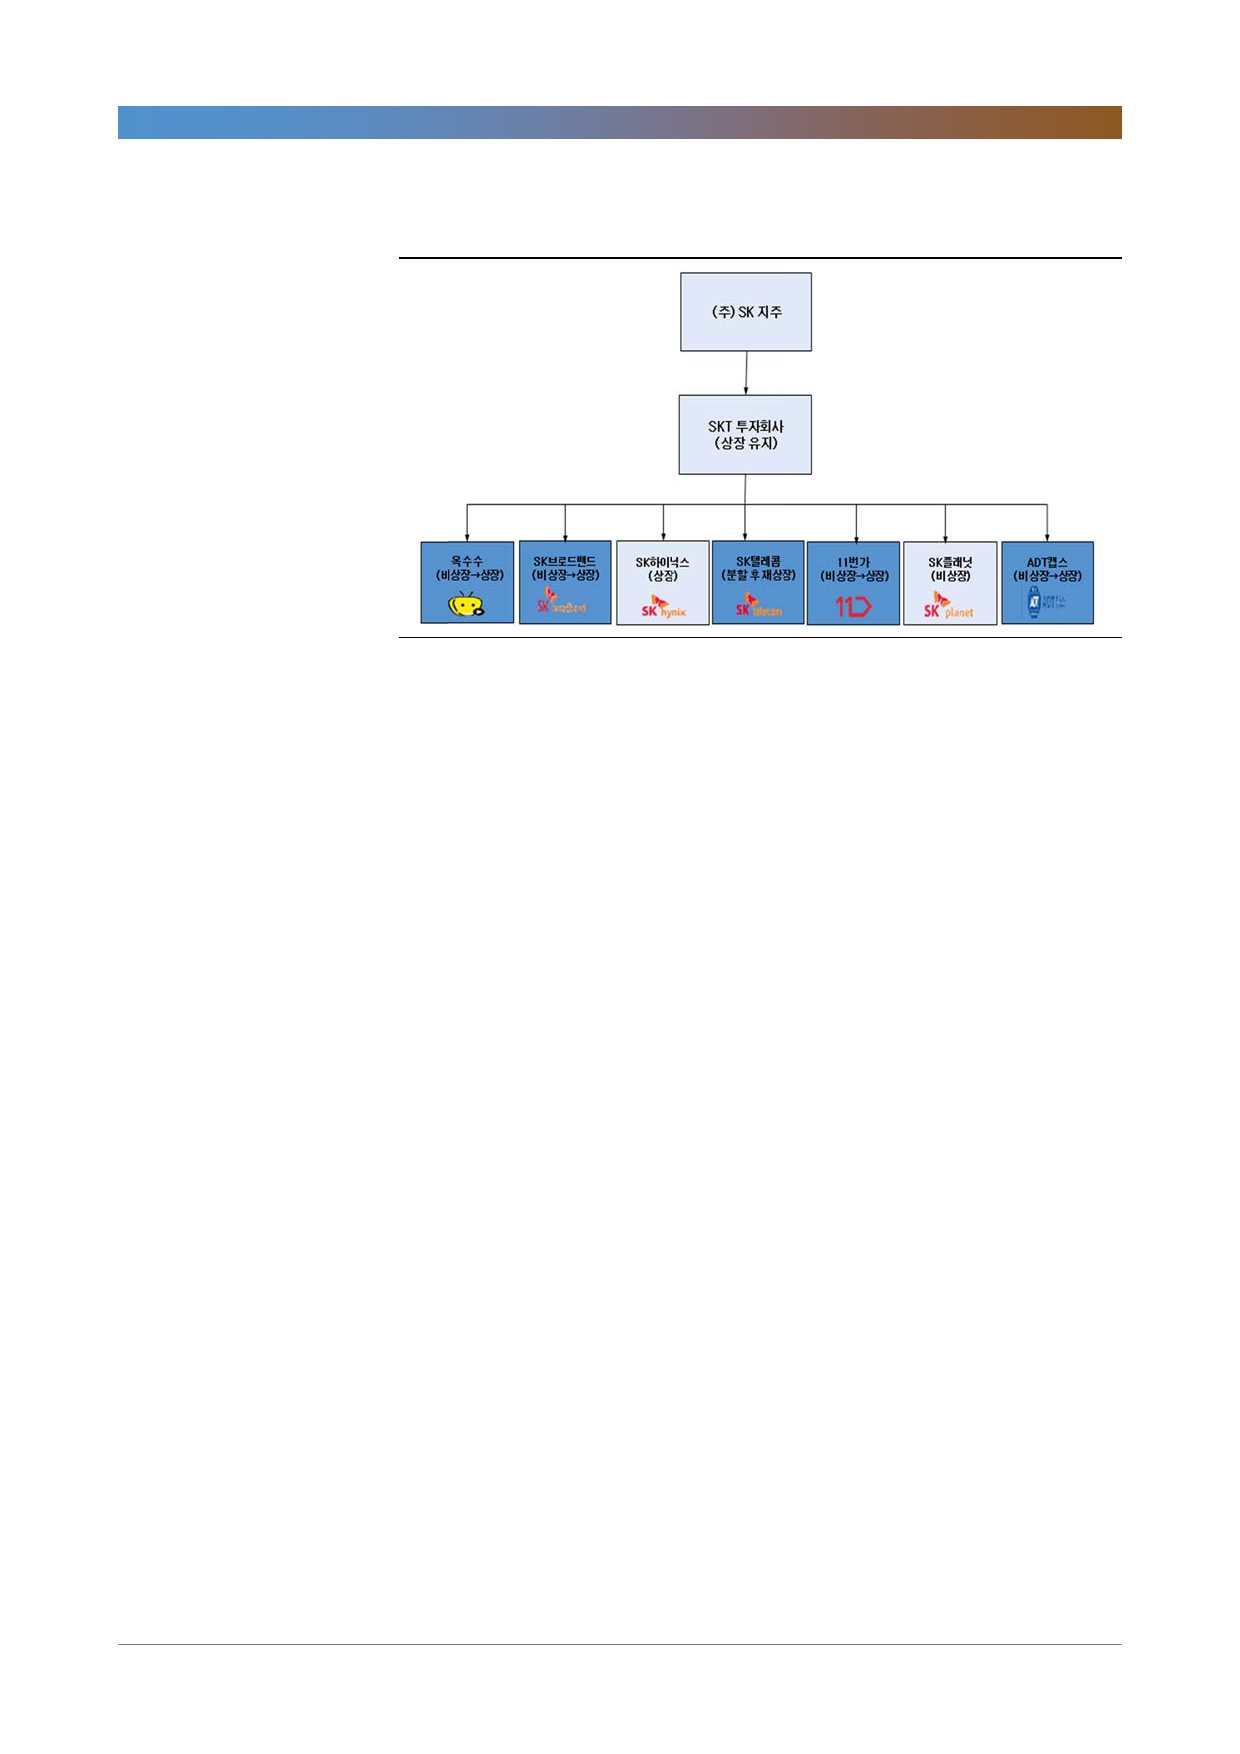 (주) SK 지주
SKT 투자회사
(상장 유지)
옥수수
(비상장→상장)
SK브로드밴드
(비상장→상장)
SK
SK하이닉스
(상장)
SK hynix
SK텔레콤
(분할 후 재상장)
SK telecom
11번가
(비상장→상장)
11
SK플래닛
(비상장)
SK planet
ADT캡스
(비상장→상장)
ADT